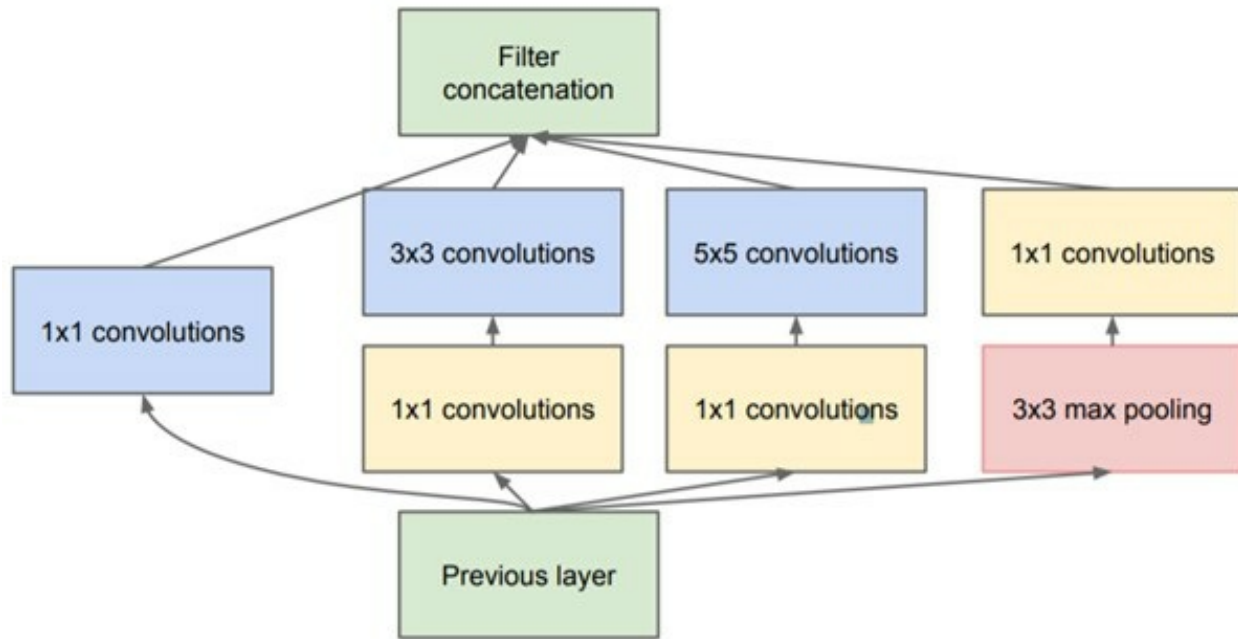 Filter
concatenation
3x3 convolutions
5x5 convolutions
1x1 convolutions
1x1 convolutions
1x1 convolutions
1x1 convolutions
3x3 max pooling
Previous layer